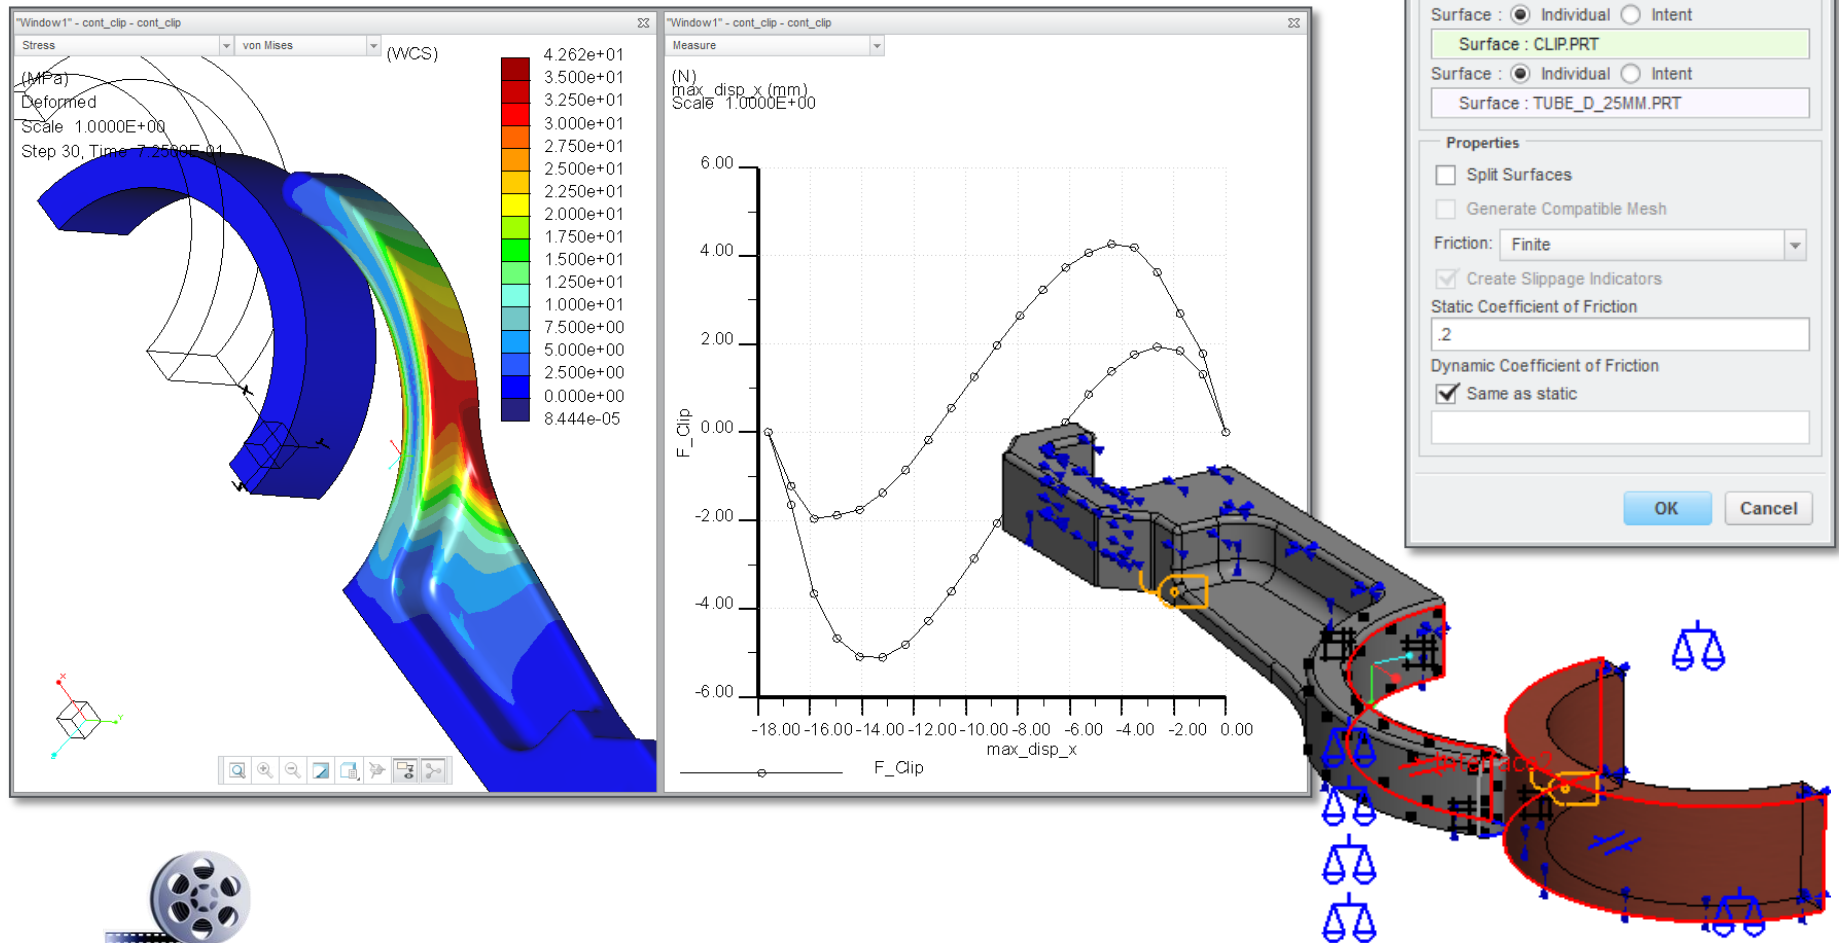 "Window1" - cont_clip - cont_clip
Stress
von Mises
(WCS)
(MPa)
Deformed
Scale 1.0000E+00
Step 30, Time 7.2500E-01
4.262e+01
3.500e+01
3.250e+01
3.000e+01
2.750e+01
2.500e+01
2.250e+01
2.000e+01
1.750e+01
1.500e+01
1.250e+01
1.000e+01
7.500e+00
5.000e+00
2.500e+00
0.000e+00
8.444e-05
X
Y
Z
"Window1" - cont_clip - cont_clip
Measure
(N)
max_disp_x (mm)
Scale 1.0000E+00
6.00
4.00
2.00
0.00
-2.00
-4.00
-6.00
F_Clip
-18.00 -16.00 -14.00 -12.00 -10.00 -8.00 -6.00 -4.00 -2.00 0.00
max_disp_x
F_Clip
Surface : Individual Intent
Surface : CLIP.PRT
Surface : Individual Intent
Surface : TUBE_D_25MM.PRT
Properties
Split Surfaces
Generate Compatible Mesh
Friction: Finite
Create Slippage Indicators
Static Coefficient of Friction
.2
Dynamic Coefficient of Friction
Same as static
OK Cancel
Interface2